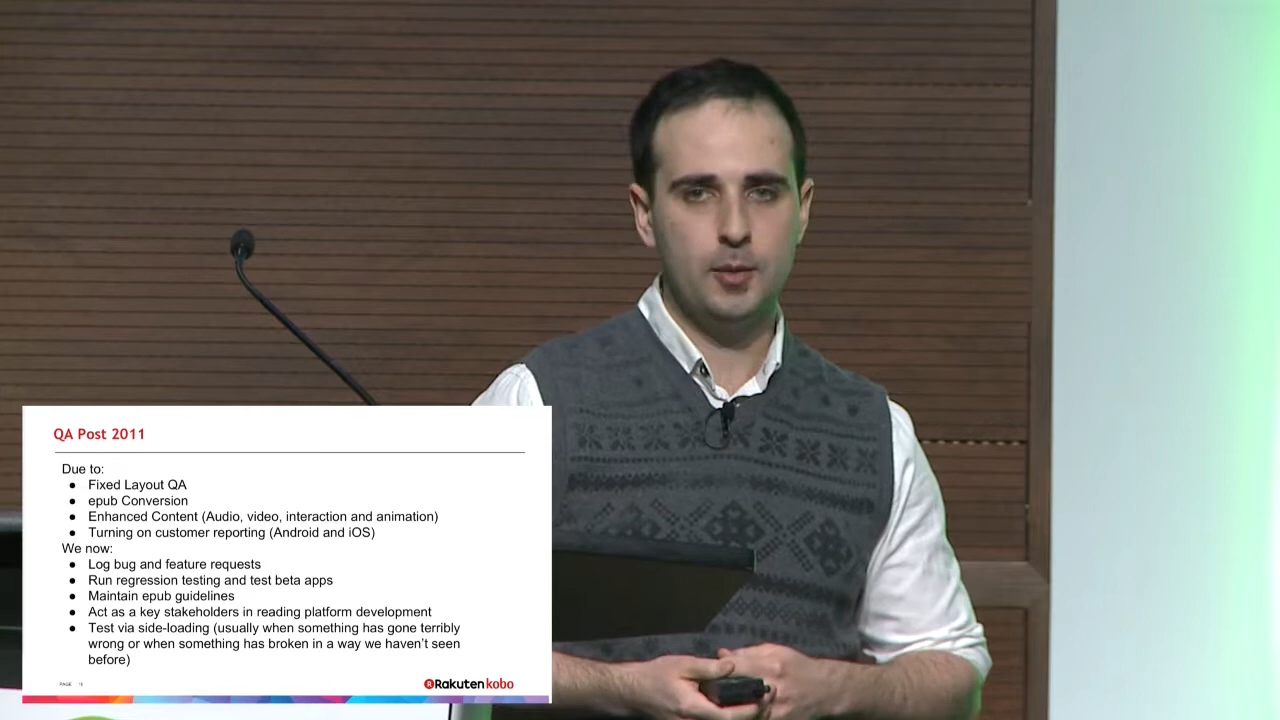 QA Post 2011
Due to:
● Fixed Layout QA
● epub Conversion
● Enhanced Content (Audio, video, interaction and animation)
● Turning on customer reporting (Android and iOS)
We now:
● Log bug and feature requests
● Run regression testing and test beta apps
● Maintain epub guidelines
● Act as a key stakeholders in reading platform development
● Test via side-loading (usually when something has gone terribly
wrong or when something has broken in a way we haven't seen
before)
PAGE
Rakuten kobo